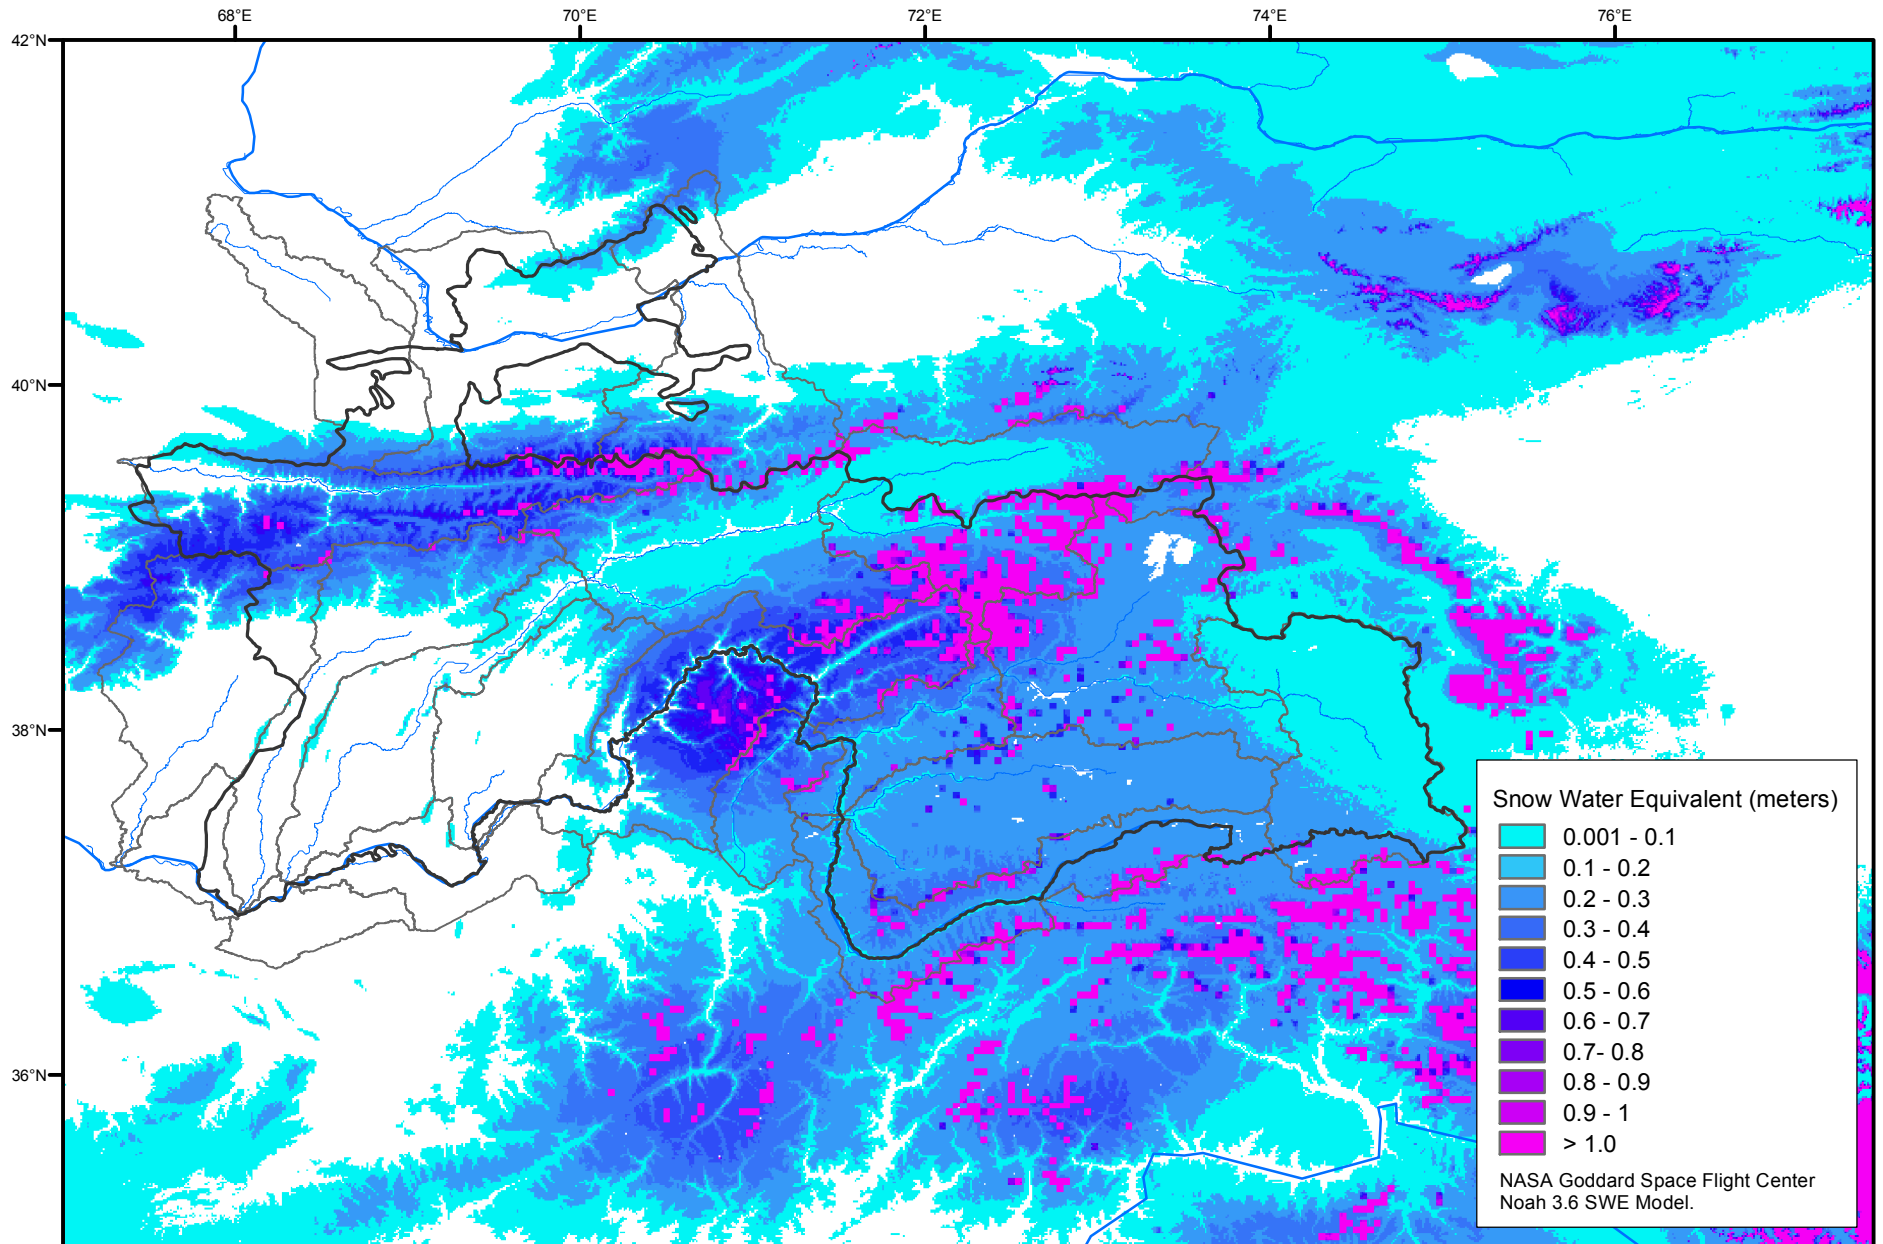 68°E 70°E 72°E 74°E 76°E
42°N
40°N
38°N
36°N
Snow Water Equivalent (meters)
0.001 - 0.1
0.1 - 0.2
0.2 - 0.3
0.3 - 0.4
0.4 - 0.5
0.5 - 0.6
0.6 - 0.7
0.7- 0.8
0.8 - 0.9
0.9 - 1
> 1.0
NASA Goddard Space Flight Center
Noah 3.6 SWE Model.